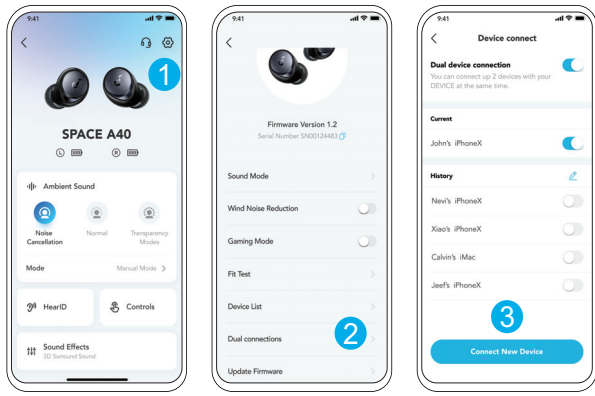 9:41
1
SPACE A40
L
R
Ambient Sound
Noise
Cancellation
Normal
Transparency
Modes
Mode
Manual Mode
HearID
Controls
Sound Effects
3D Surround Sound
9:41
Firmware Version 1.2
Serial Number SN00124483
Sound Mode
Wind Noise Reduction
Gaming Mode
Fit Test
Device List
Dual connections
2
Update Firmware
9:41
Device connect
Dual device connection
You can connect up 2 devices with your
DEVICE at the same time.
Current
John's iPhoneX
History
Nevi's iPhoneX
Xiao's iPhoneX
Calvin's iMac
Jeef's iPhoneX
3
Connect New Device